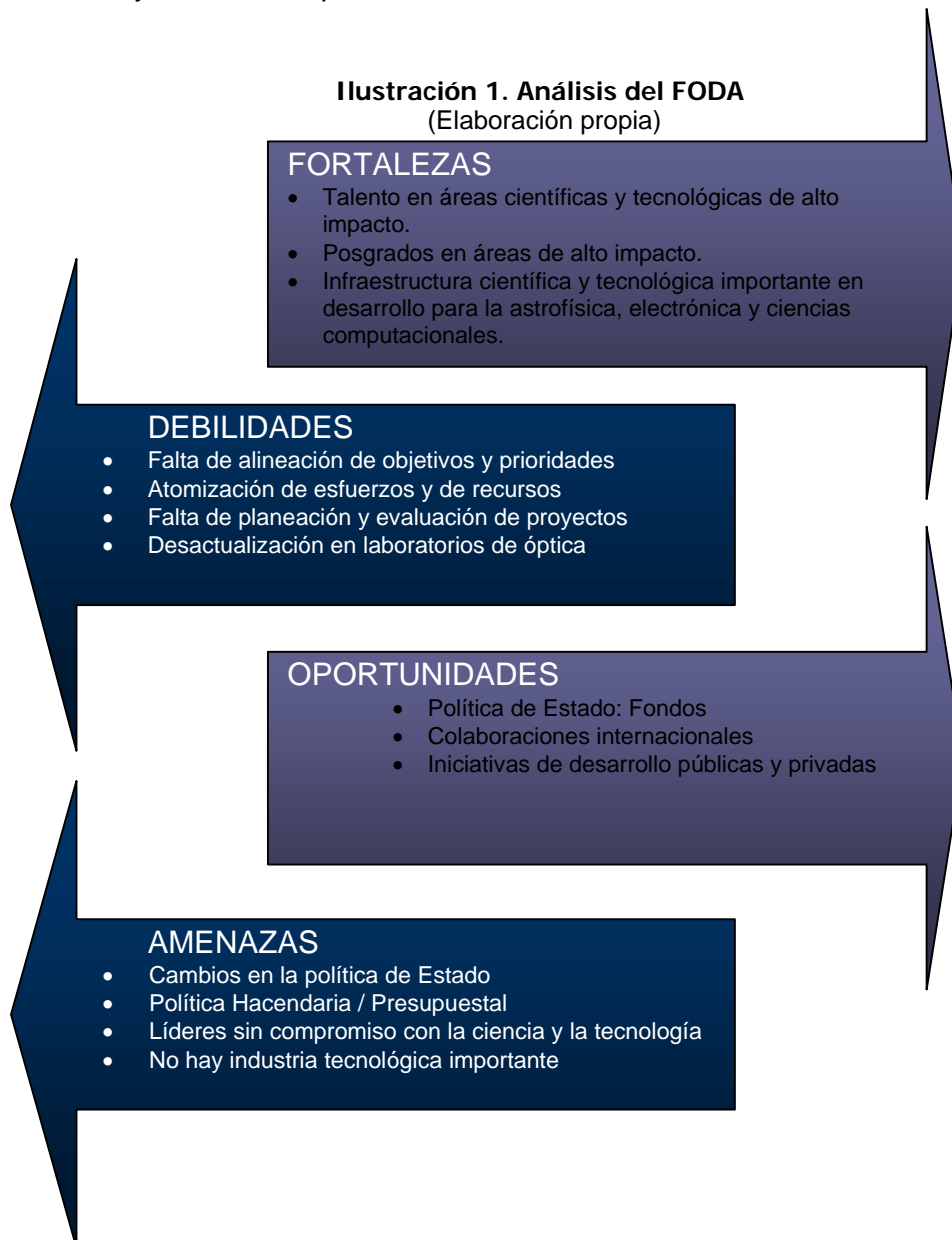 Ilustración 1. Análisis del FODA
(Elaboración propia)
FORTALEZAS
• Talento en áreas científicas y tecnológicas de alto
impacto.
• Posgrados en áreas de alto impacto.
• Infraestructura científica y tecnológica importante en
desarrollo para la astrofísica, electrónica y ciencias
computacionales.
DEBILIDADES
• Falta de alineación de objetivos y prioridades
• Atomización de esfuerzos y de recursos
• Falta de planeación y evaluación de proyectos
• Desactualización en laboratorios de óptica
OPORTUNIDADES
• Política de Estado: Fondos
• Colaboraciones internacionales
• Iniciativas de desarrollo públicas y privadas
AMENAZAS
• Cambios en la política de Estado
• Política Hacendaria / Presupuestal
• Líderes sin compromiso con la ciencia y la tecnología
• No hay industria tecnológica importante